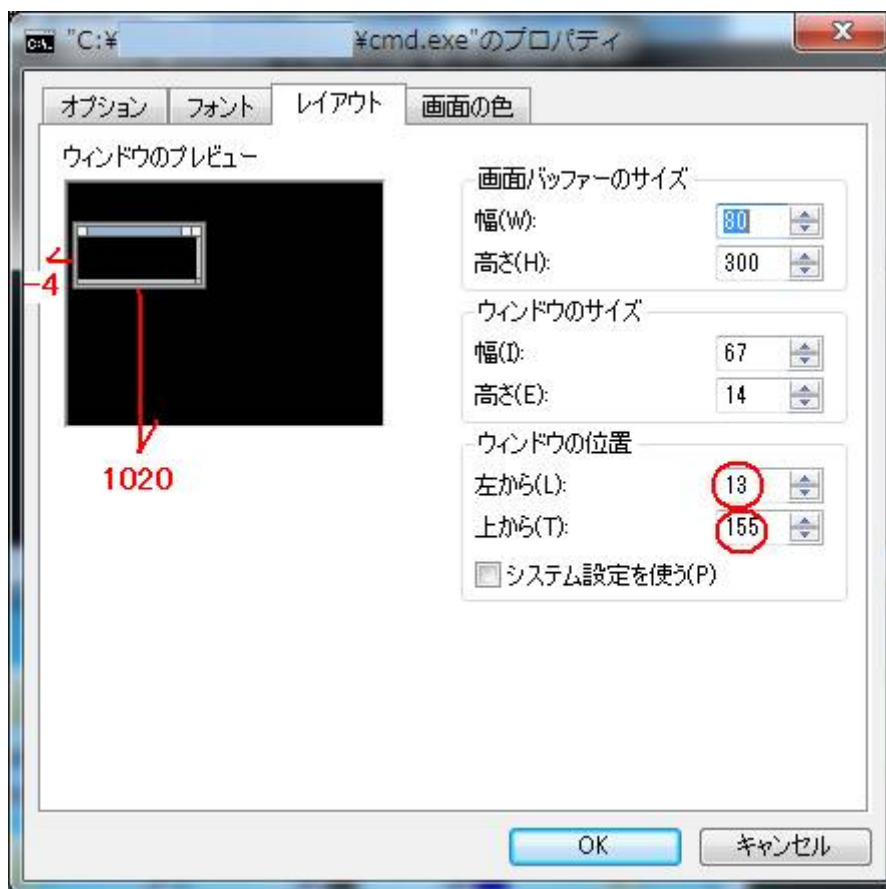 "C:¥ ¥cmd.exe"のプロパティ
オプション フォント レイアウト 画面の色
ウィンドウのプレビュー
-4
1020
画面バッファーのサイズ
幅(W): 80
高さ(H): 300
ウィンドウのサイズ
幅(I): 67
高さ(E): 14
ウィンドウの位置
左から(L): 13
上から(T): 155
システム設定を使う(P)
OK キャンセル